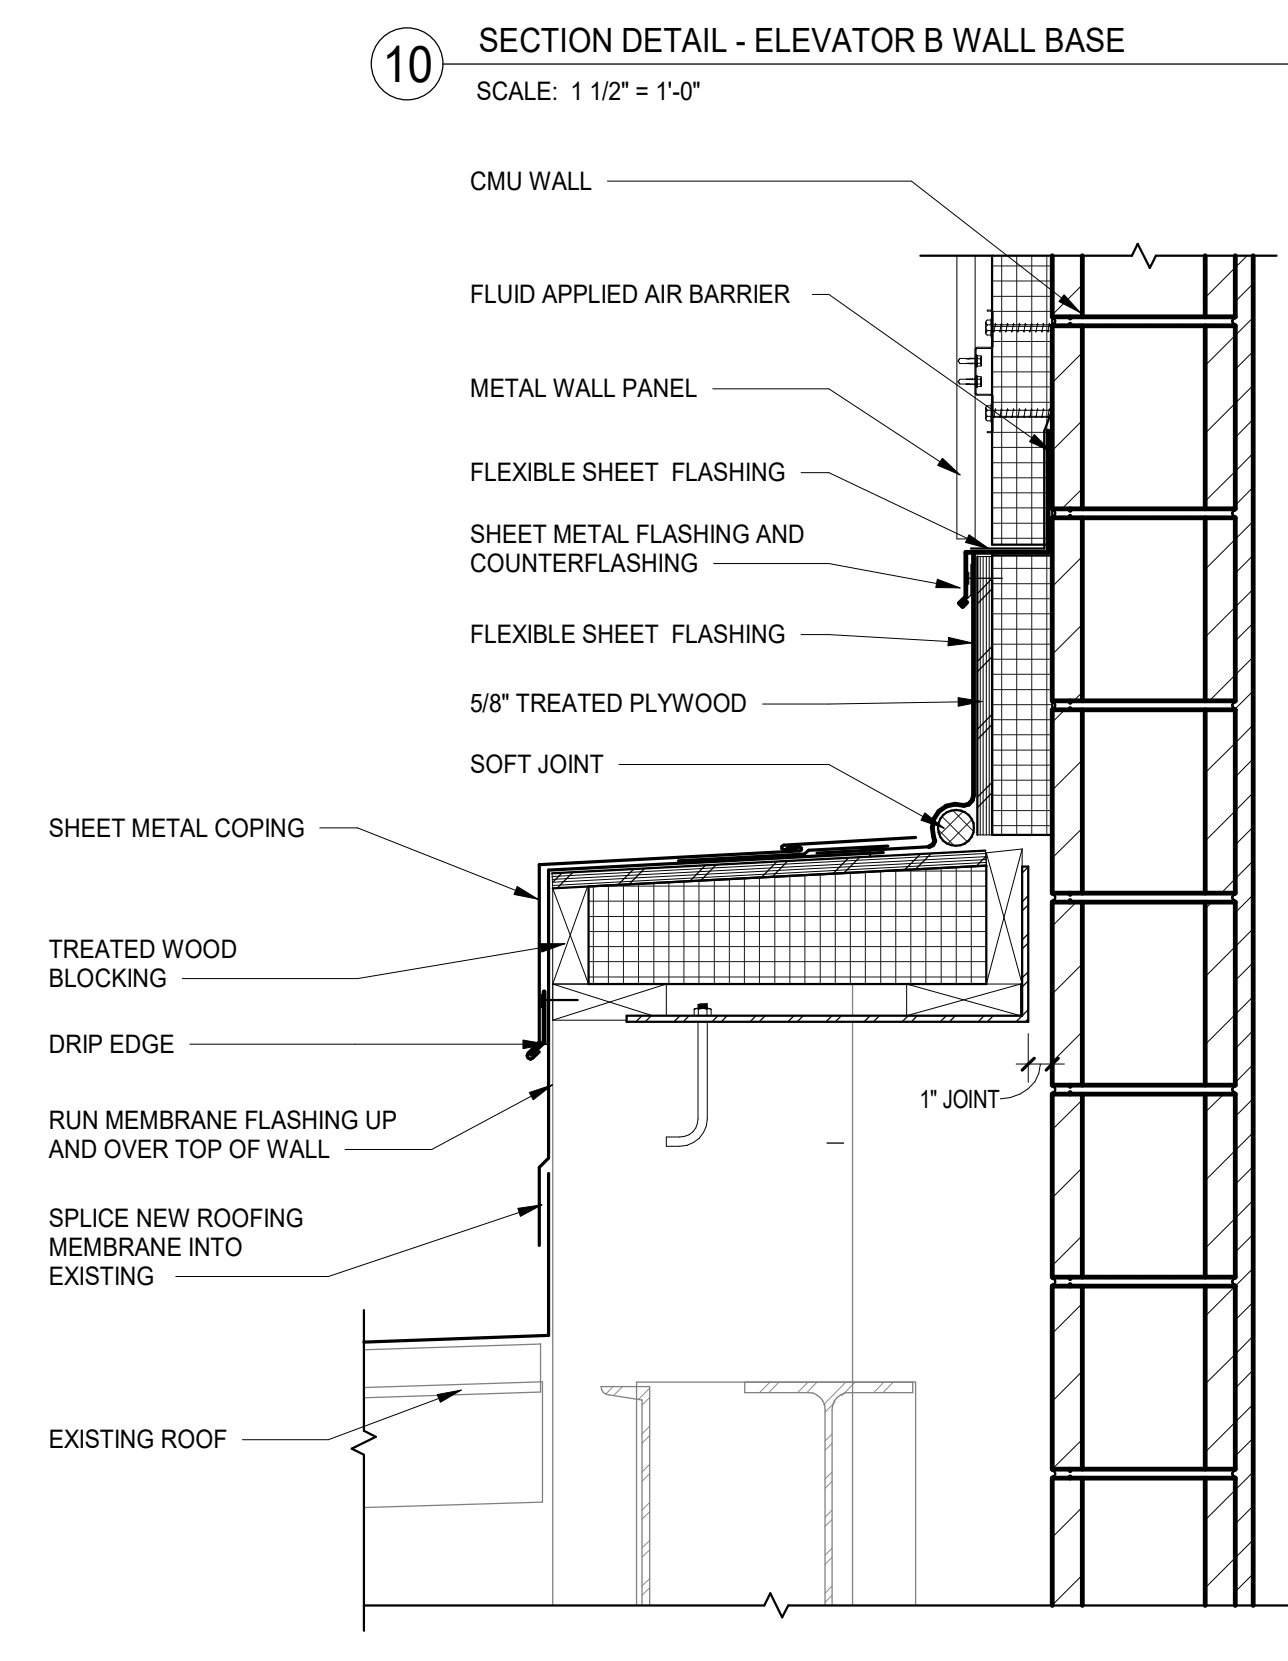 10
SECTION DETAIL - ELEVATOR B WALL BASE
SCALE: 1 1/2" = 1'-0"
CMU WALL
FLUID APPLIED AIR BARRIER
METAL WALL PANEL
FLEXIBLE SHEET FLASHING
SHEET METAL FLASHING AND
COUNTERFLASHING
FLEXIBLE SHEET FLASHING
5/8" TREATED PLYWOOD
SOFT JOINT
SHEET METAL COPING
TREATED WOOD
BLOCKING
DRIP EDGE
1" JOINT
RUN MEMBRANE FLASHING UP
AND OVER TOP OF WALL
SPLICE NEW ROOFING
MEMBRANE INTO
EXISTING
EXISTING ROOF